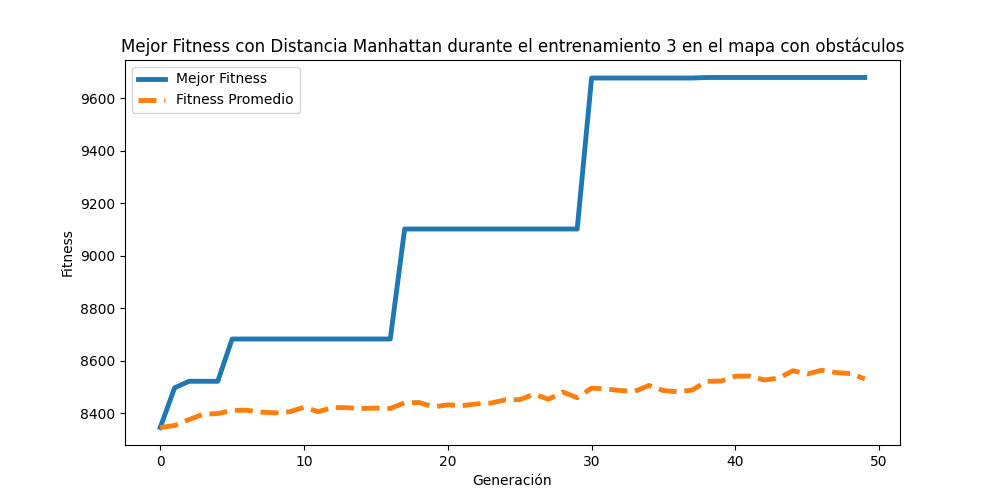 Mejor Fitness con Distancia Manhattan durante el entrenamiento 3 en el mapa con obstáculos
Mejor Fitness
Fitness Promedio
9600
9400
9200
9000
8800
8600
8400
Fitness
0 10 20 30 40 50
Generación